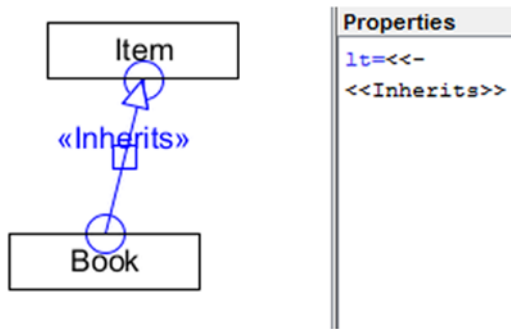 Item
«Inherits»
Book
Properties
lt=<<-
<<Inherits>>